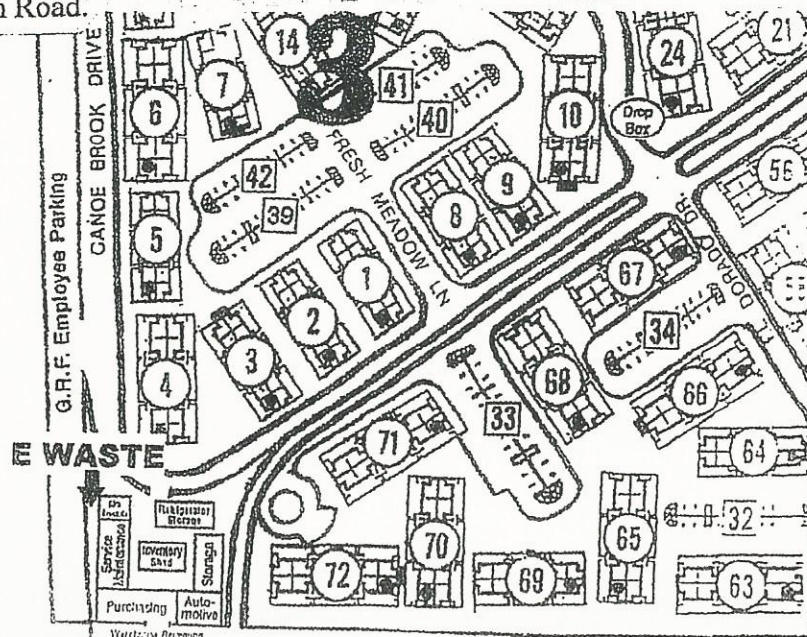 Road.
CANOE BROOK DRIVE
G.R.F. Employee Parking
6
7
14
41
40
10
24
21
Drop
Box
42
39
FRESH MEADOW LN
8
9
56
5
1
2
3
4
67
DORADO DR.
34
68
66
33
71
64
E WASTE
Refrigerator
Storage
Service
Maintenance
Inventory
Shed
Storage
Purchasing
Auto-
motive
72
70
69
65
32
63